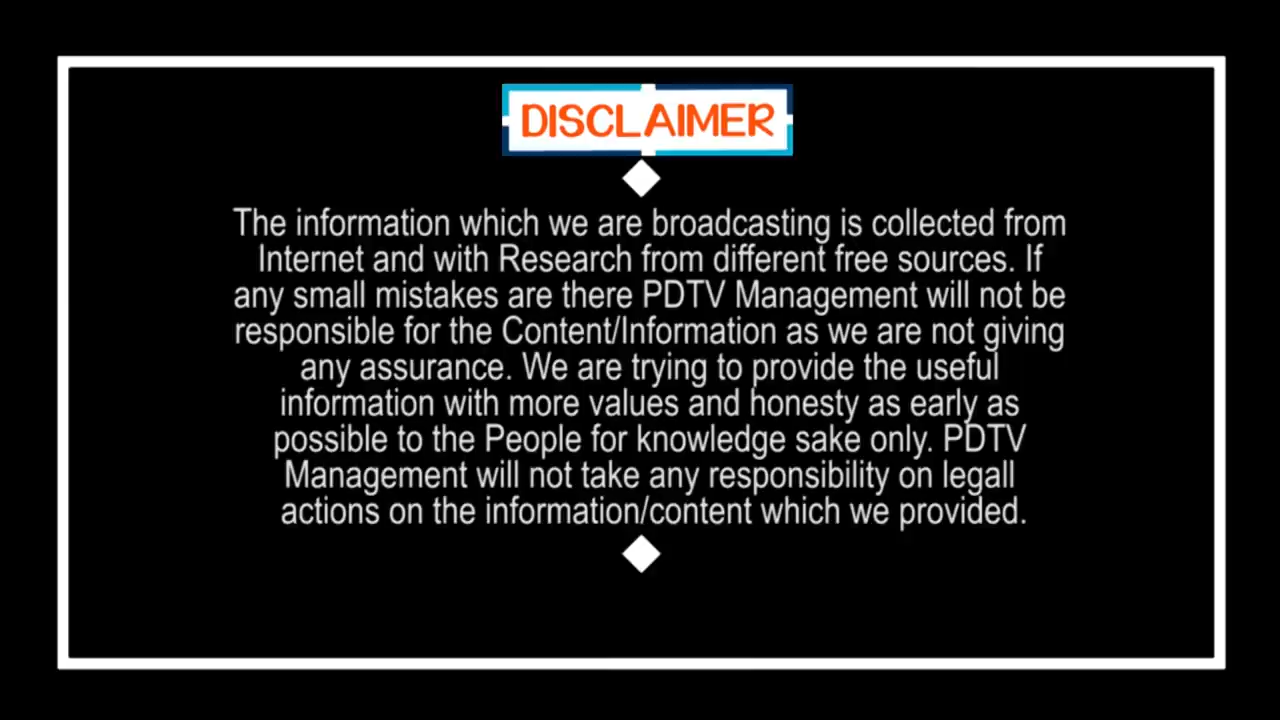 DISCLAIMER
The information which we are broadcasting is collected from
Internet and with Research from different free sources. If
any small mistakes are there PDTV Management will not be
responsible for the Content/Information as we are not giving
any assurance. We are trying to provide the useful
information with more values and honesty as early as
possible to the People for knowledge sake only. PDTV
Management will not take any responsibility on legall
actions on the information/content which we provided.